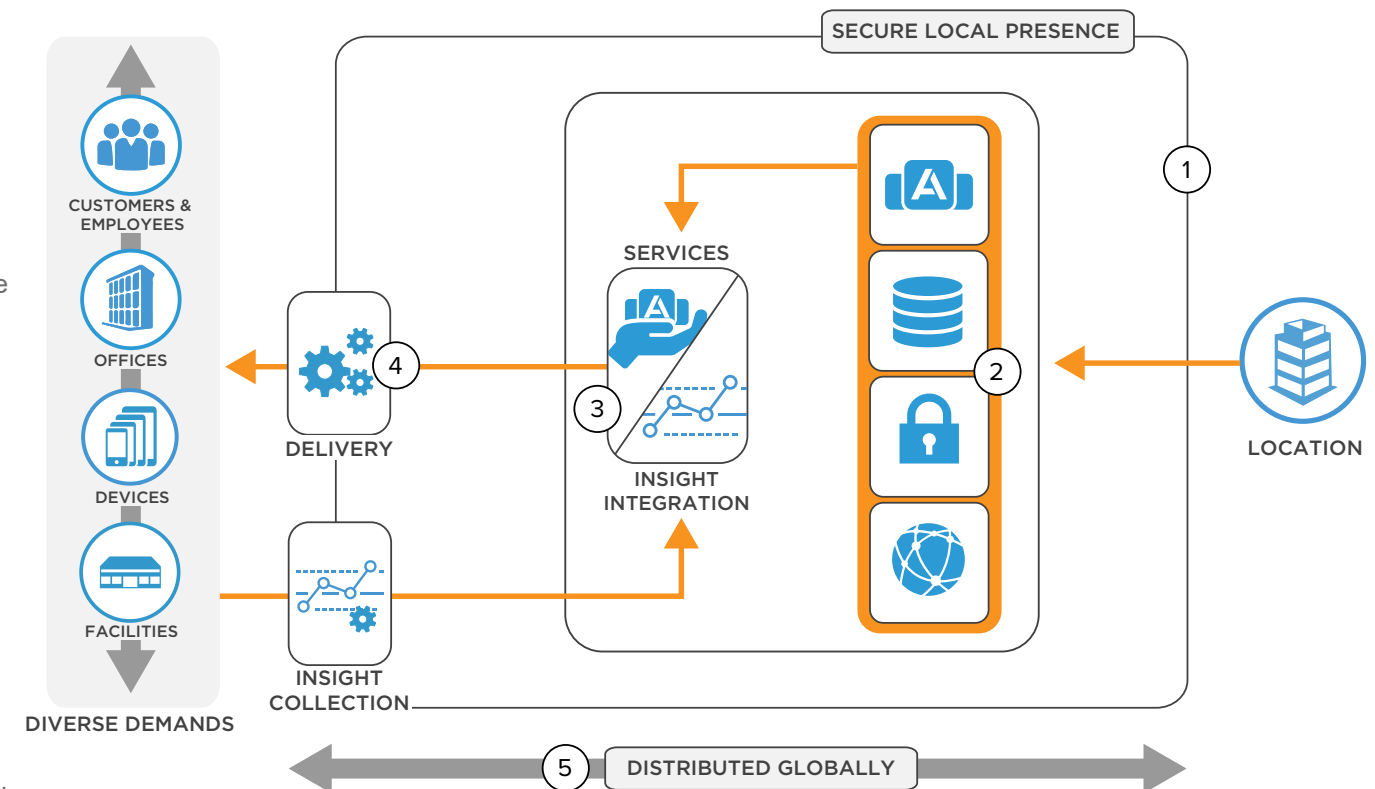 SECURE LOCAL PRESENCE
1
CUSTOMERS &
EMPLOYEES
e
OFFICES
DEVICES
FACILITIES
DIVERSE DEMANDS
SERVICES
A
A
2
3
4
DELIVERY
INSIGHT
INTEGRATION
LOCATION
INSIGHT
COLLECTION
5
DISTRIBUTED GLOBALLY
.